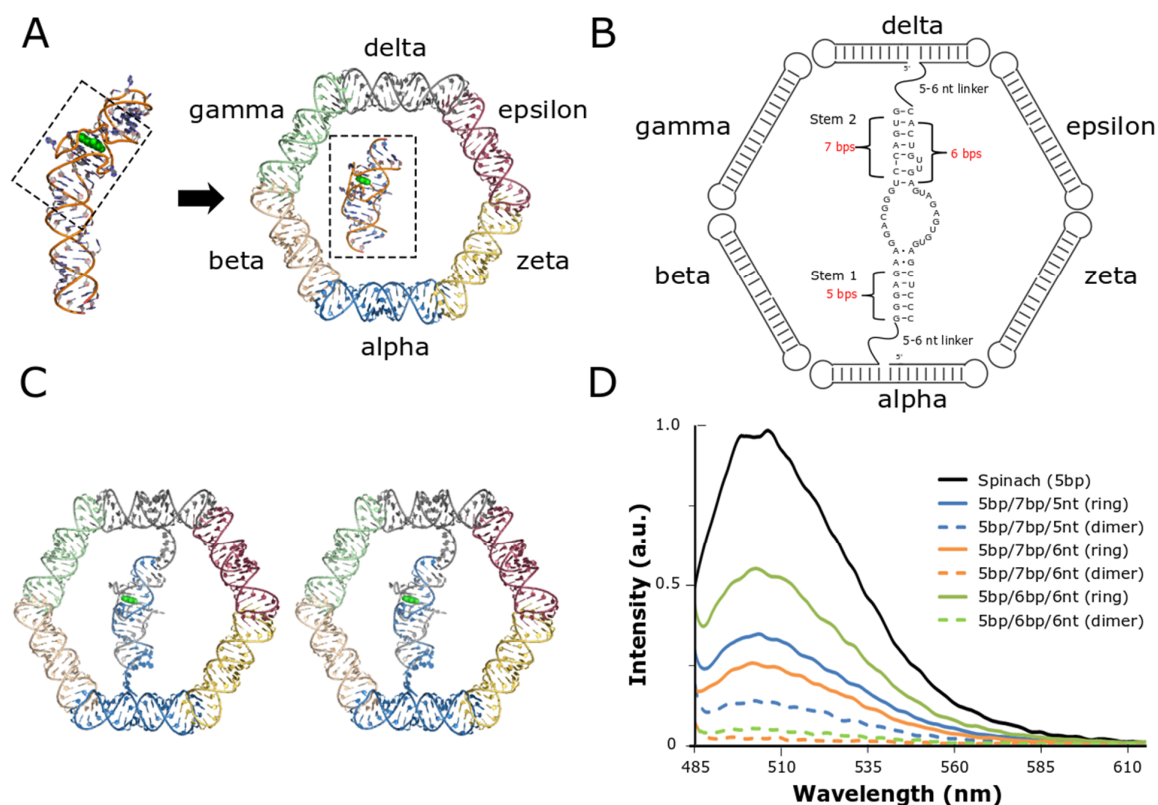 A
delta
gamma
epsilon
beta
zeta
alpha
B
delta
5'
5-6 nt linker
gamma
epsilon
Stem 2
7 bps
6 bps
G-C
U-A
G-C
A-U
beta
zeta
Stem 1
5 bps
G-C
A-U
G-C
G-C
G-C
5-6 nt linker
5'
alpha
C
D
1.0
0.5
0
Intensity (a.u.)
Spinach (5bp)
5bp/7bp/5nt (ring)
5bp/7bp/5nt (dimer)
5bp/7bp/6nt (ring)
5bp/7bp/6nt (dimer)
5bp/6bp/6nt (ring)
5bp/6bp/6nt (dimer)
485 510 535 560 585 610
Wavelength (nm)